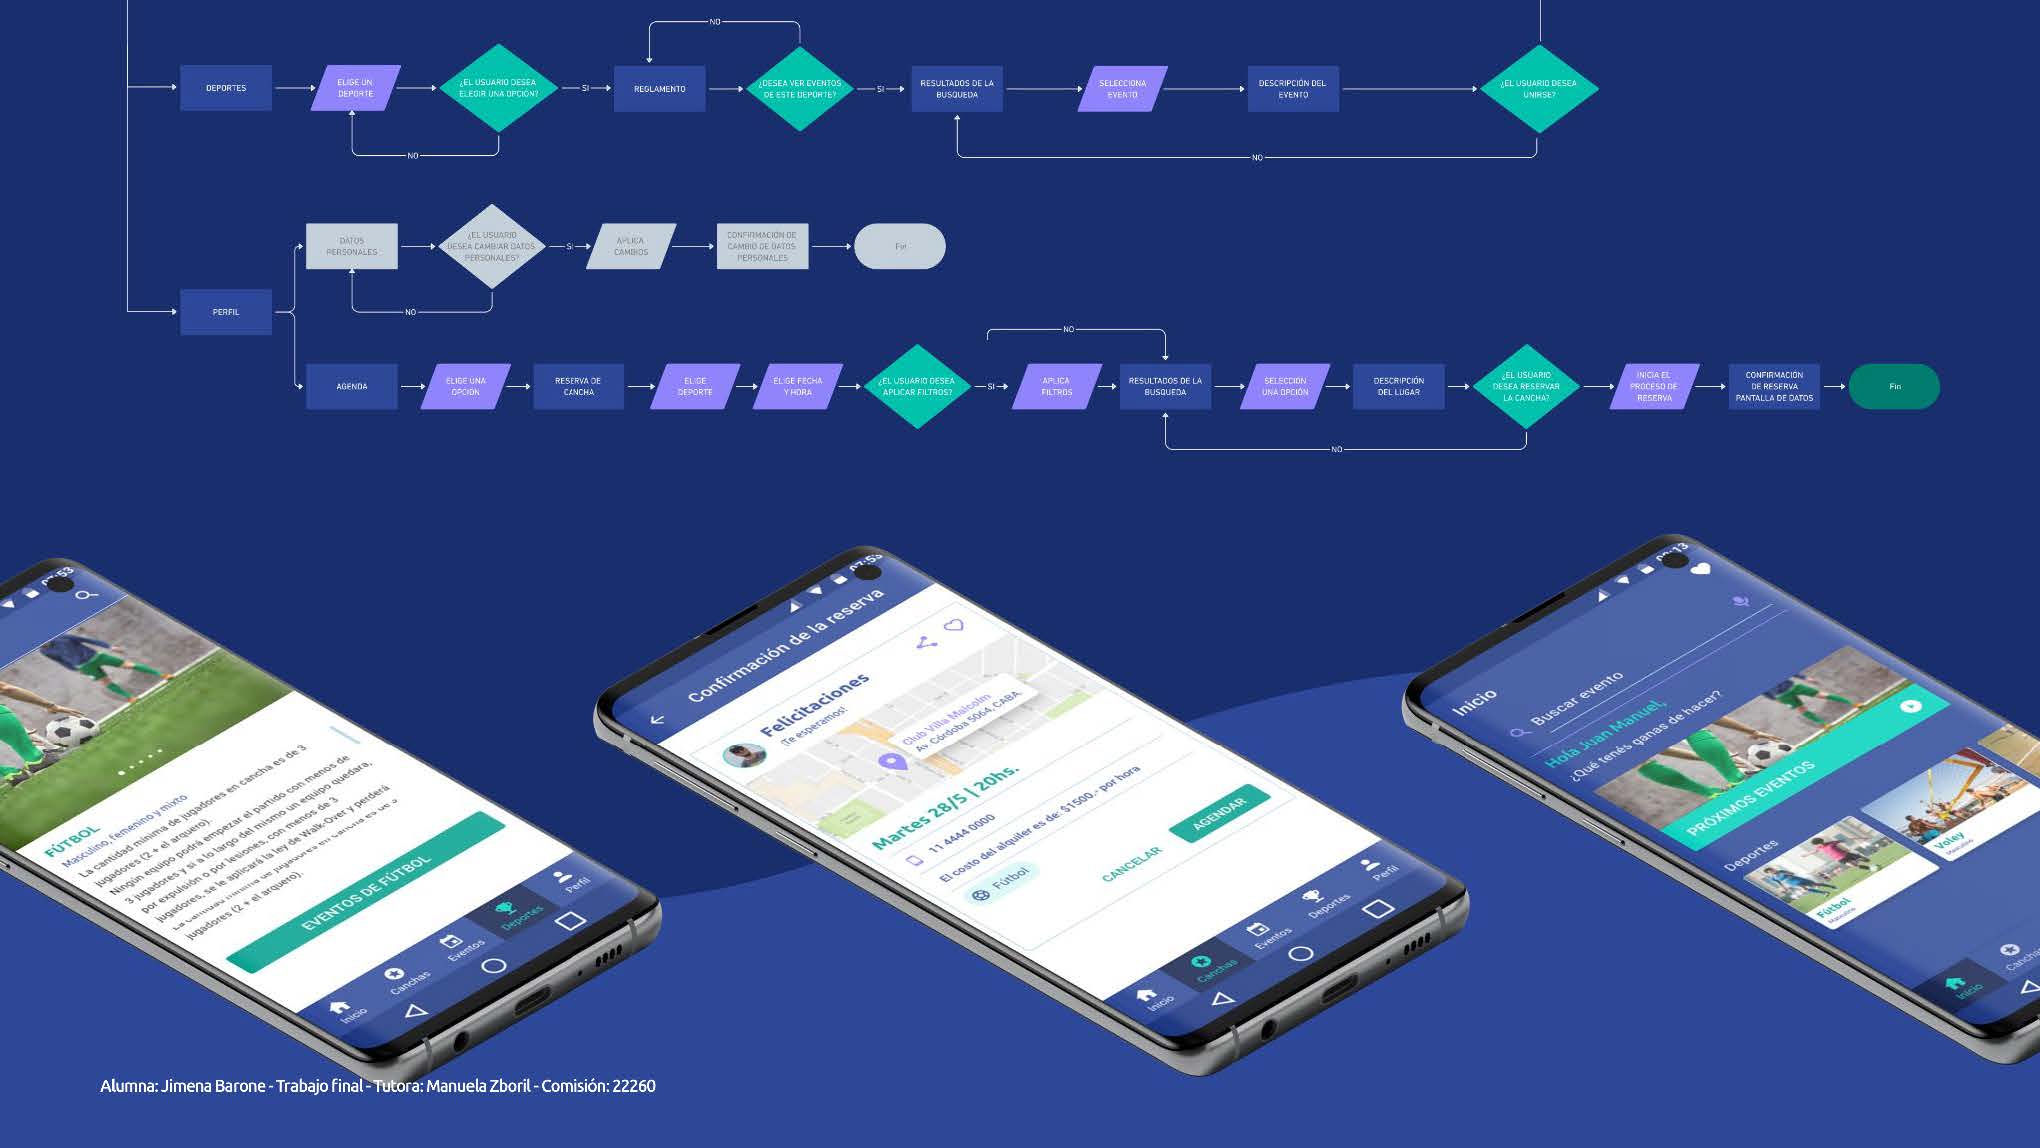 NO
DEPORTES
ELIGE UN
DEPORTE
¿EL USUARIO DESEA
ELEGIR UNA OPCIÓN?
SI
REGLAMENTO
¿DESEA VER EVENTOS
DE ESTE DEPORTE?
SI
RESULTADOS DE LA
BUSQUEDA
SELECCIONA
EVENTO
DESCRIPCIÓN DEL
EVENTO
¿EL USUARIO DESEA
UNIRSE?
NO
NO
DATOS
PERSONALES
¿EL USUARIO
DESEA CAMBIAR DATOS
PERSONALES?
SI
APLICA
CAMBIOS
CONFIRMACIÓN DE
CAMBIO DE DATOS
PERSONALES
Fin
NO
PERFIL
NO
AGENDA
ELIGE UNA
OPCIÓN
RESERVA DE
CANCHA
ELIGE
DEPORTE
ELIGE FECHA
Y HORA
¿EL USUARIO DESEA
APLICAR FILTROS?
SI
APLICA
FILTROS
RESULTADOS DE LA
BUSQUEDA
SELECCIÓN
UNA OPCIÓN
DESCRIPCIÓN
DEL LUGAR
¿EL USUARIO
DESEA RESERVAR
LA CANCHA?
INICIA EL
PROCESO DE
RESERVA
CONFIRMACIÓN
DE RESERVA
PANTALLA DE DATOS
Fin
NO
FÚTBOL
Masculino, femenino y mixto
La cantidad mínima de jugadores en cancha es de 3
jugadores (2 + el arquero).
Ningún equipo podrá empezar el partido con menos de
3 jugadores y si a lo largo del mismo un equipo quedara,
por expulsión o por lesiones, con menos de 3
jugadores, se le aplicará la ley de Walk-Over y perderá
La cantidad mínima de jugadores en cancha es de 3
jugadores (2 + el arquero).
EVENTOS DE FÚTBOL
Inicio
Canchas
Eventos
Deportes
Perfil
07:53
Confirmación de la reserva
Felicitaciones
¡Te esperamos!
Club Villa Malcolm
Av. Córdoba 5064, CABA.
Martes 28/5 | 20hs.
11 4444 0000
El costo del alquiler es de: $1500.- por hora
Fútbol
CANCELAR
AGENDAR
Inicio
Canchas
Eventos
Deportes
Perfil
Inicio
Buscar evento
Hola Juan Manuel,
¿Qué tenés ganas de hacer?
PRÓXIMOS EVENTOS
Deportes
Fútbol
Masculino
Voley
Masculino
Inicio
Alumna: Jimena Barone - Trabajo final - Tutora: Manuela Zboril - Comisión: 22260